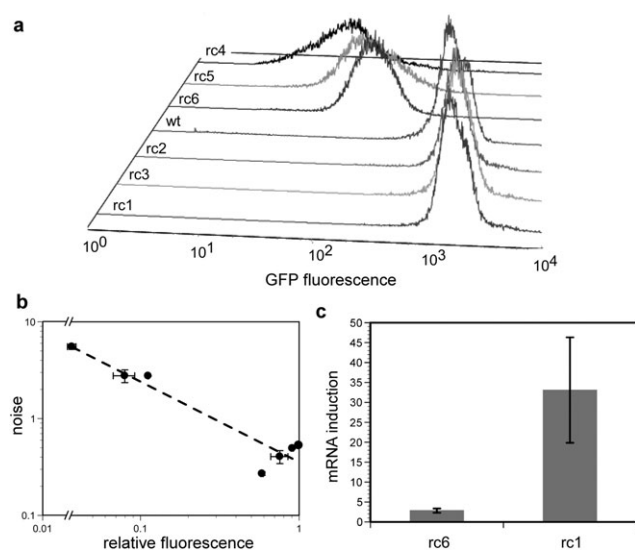 a
rc4
rc5
rc6
wt
rc2
rc3
rc1
10^0 10^1 10^2 10^3 10^4
GFP fluorescence
b
10
noise
1
0.1
0.01 0.1 1
relative fluorescence
c
50
45
40
35
30
25
20
15
10
5
0
mRNA induction
rc6 rc1